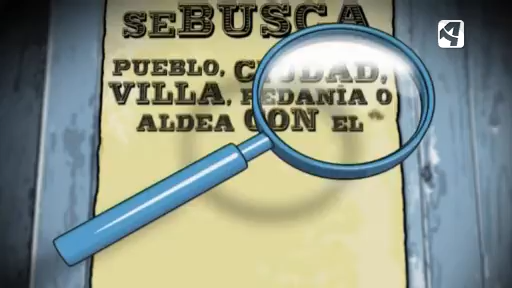 SEBUSCA
PUEBLO, CIUDAD,
VILLA, PEDANÍA O
ALDEA CON EL